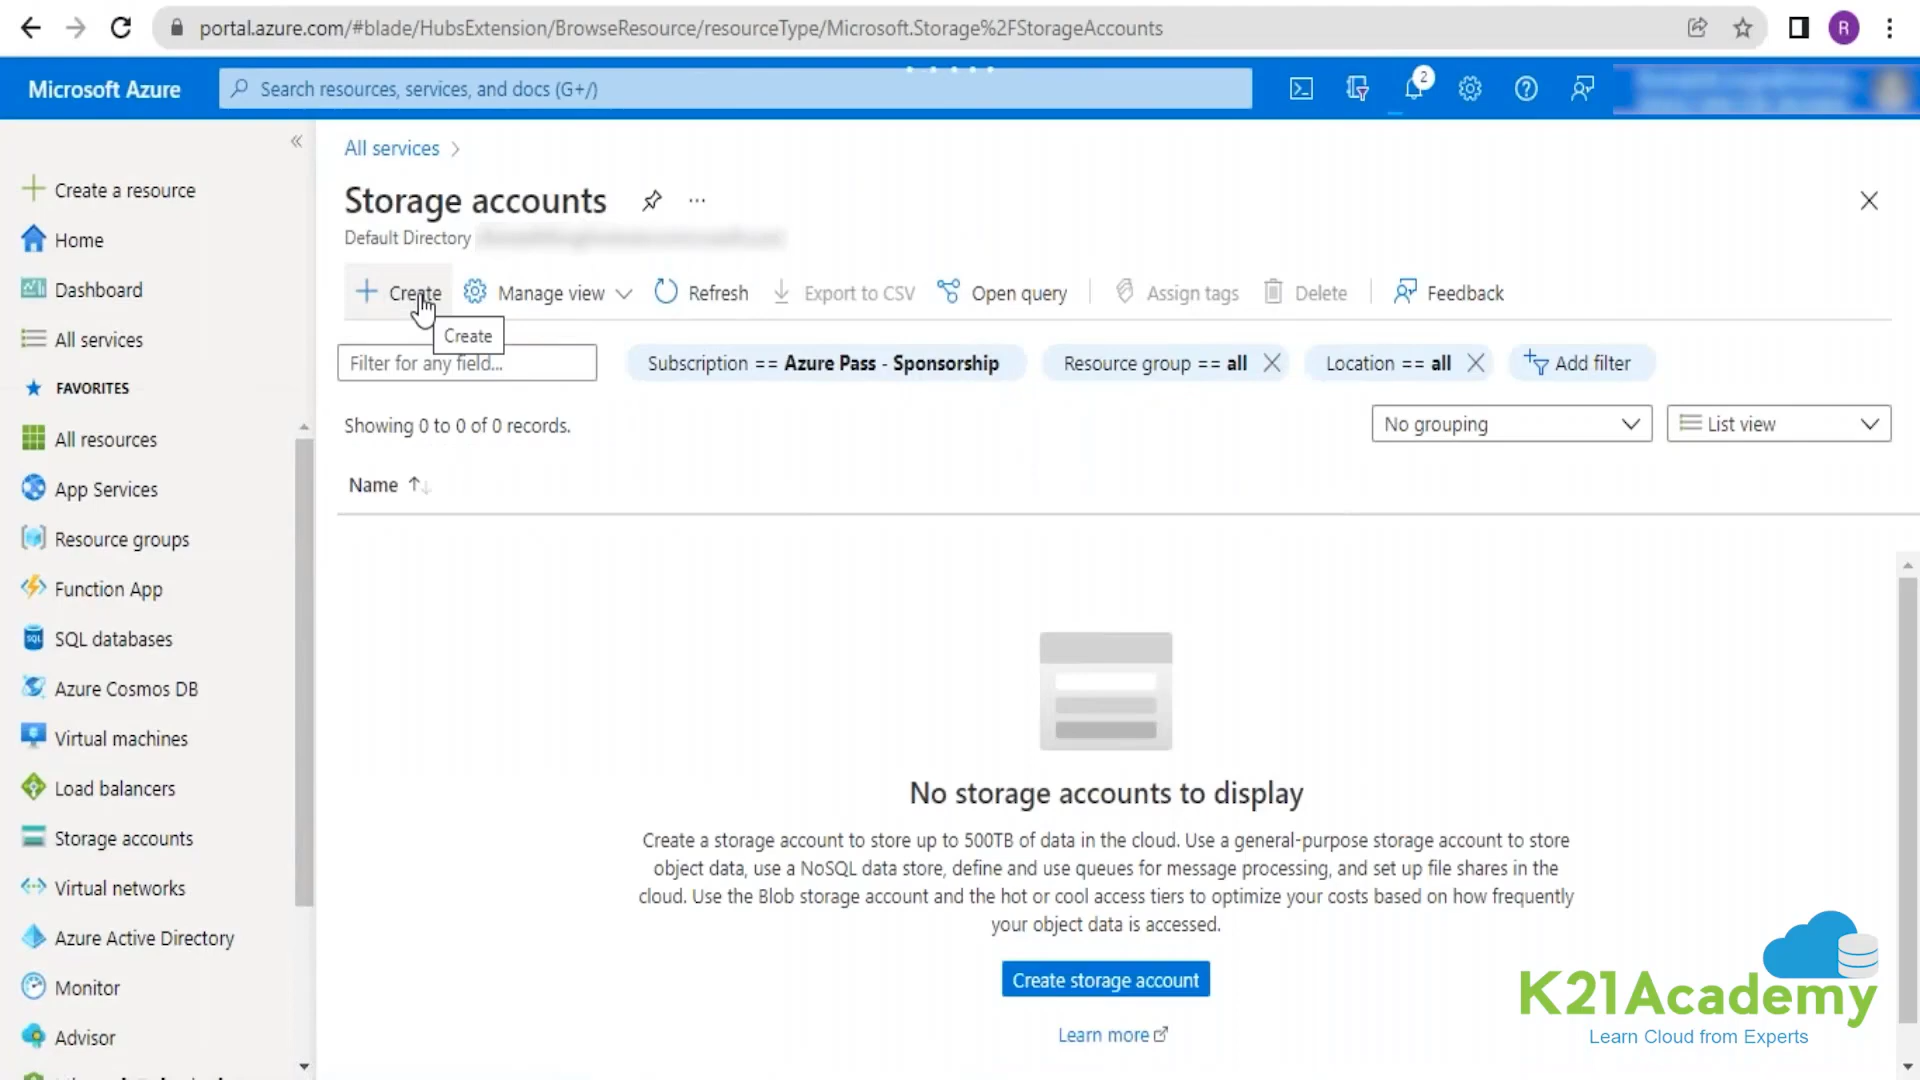 portal.azure.com/#blade/HubsExtension/BrowseResource/resourceType/Microsoft.Storage%2FStorageAccounts
R
Microsoft Azure
Search resources, services, and docs (G+/)
2
All services
Create a resource
Storage accounts
Home
Default Directory
Dashboard
Create
Manage view
Refresh
Export to CSV
Open query
Assign tags
Delete
Feedback
Create
All services
Filter for any field...
Subscription == Azure Pass - Sponsorship
Resource group == all
Location == all
Add filter
FAVORITES
Showing 0 to 0 of 0 records.
No grouping
List view
All resources
App Services
Name
Resource groups
Function App
SQL databases
Azure Cosmos DB
Virtual machines
Load balancers
Storage accounts
Virtual networks
Azure Active Directory
Monitor
Advisor
No storage accounts to display
Create a storage account to store up to 500TB of data in the cloud. Use a general-purpose storage account to store
object data, use a NoSQL data store, define and use queues for message processing, and set up file shares in the
cloud. Use the Blob storage account and the hot or cool access tiers to optimize your costs based on how frequently
your object data is accessed.
Create storage account
Learn more
K21Academy
Learn Cloud from Experts